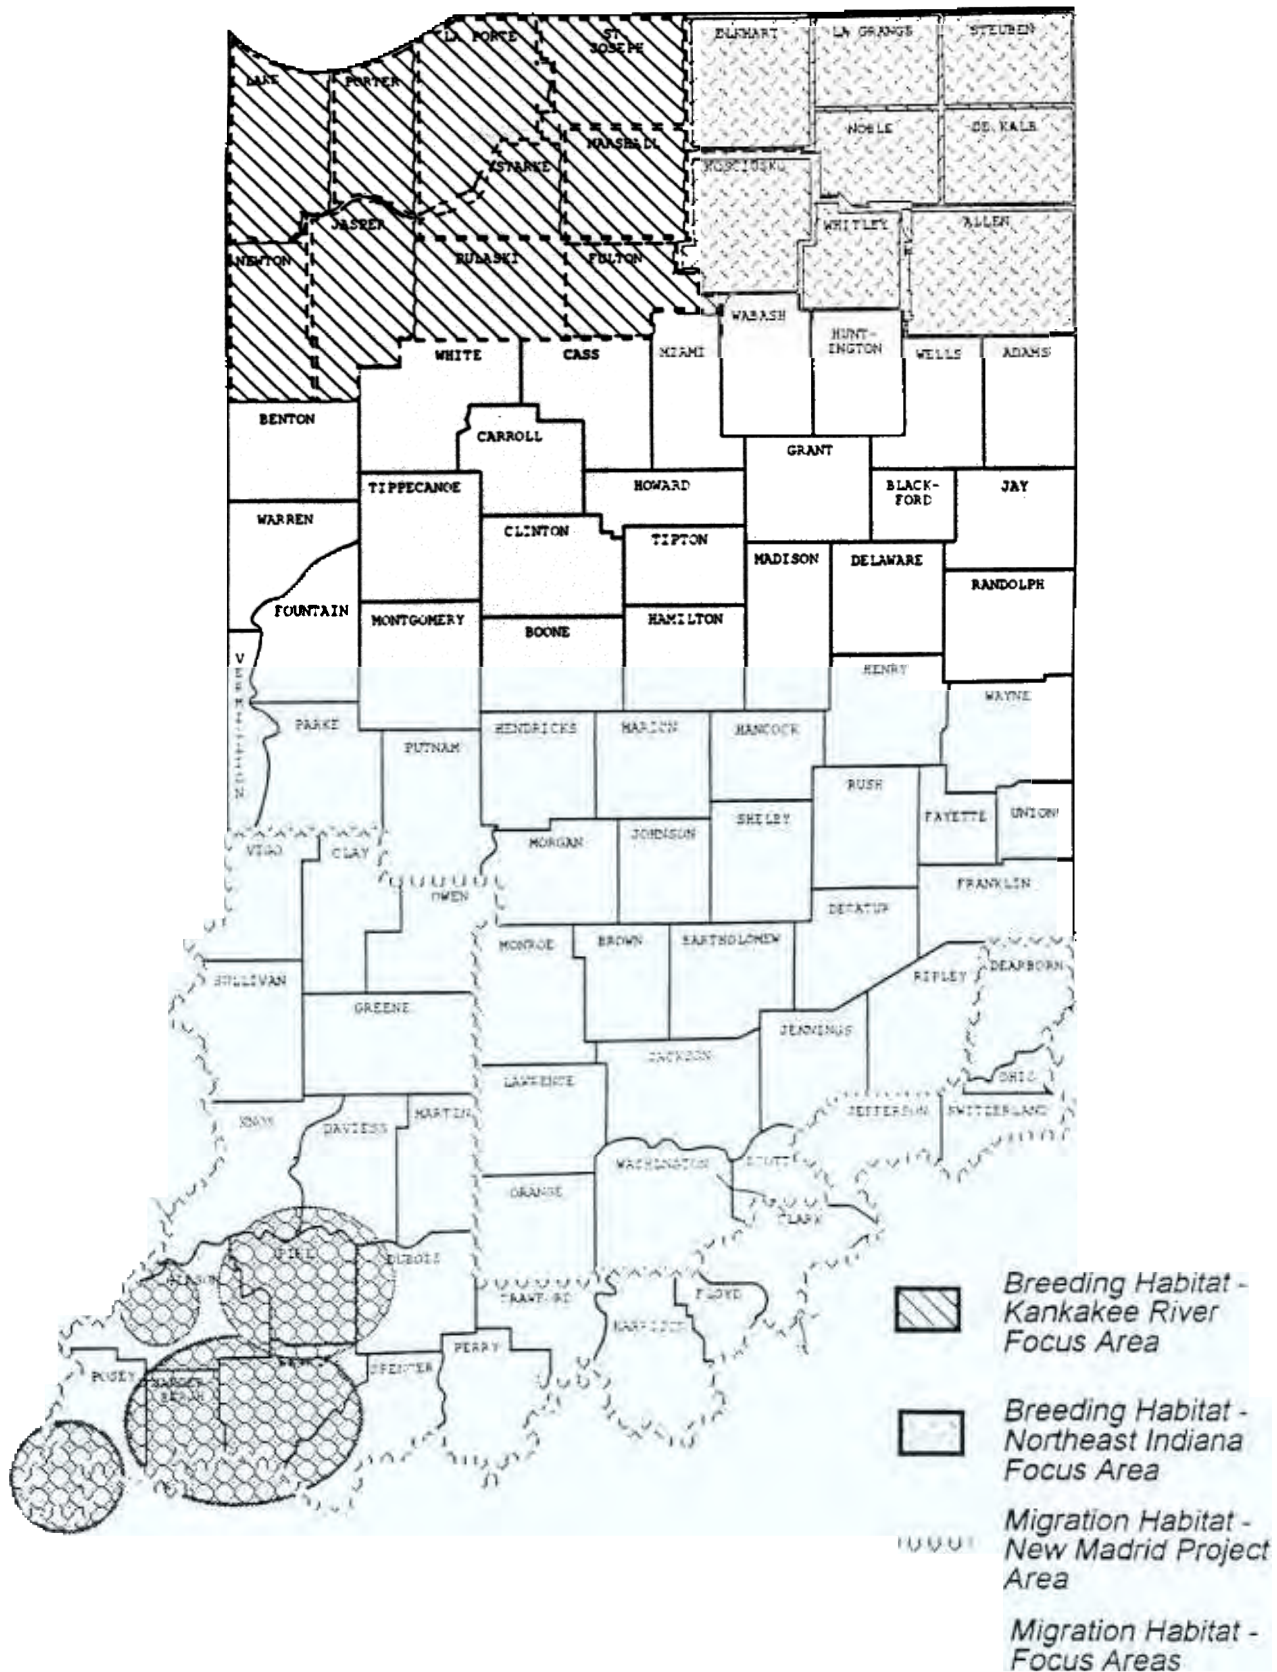 LA PORTE
ST
JOSEPH
ELKHART
LA GRANGE
STEUBEN
LAKE
PORTER
MARSHALL
NOBLE
DE KALB
STARKE
KOSCIUSKO
JASPER
WHITLEY
ALLEN
NEWTON
PULASKI
FULTON
WABASH
HUNT-
INGTON
WHITE
CASS
MIAMI
WELLS
ADAMS
BENTON
CARROLL
GRANT
TIPPECANOE
HOWARD
BLACK-
FORD
JAY
WARREN
CLINTON
TIPTON
MADISON
DELAWARE
RANDOLPH
FOUNTAIN
MONTGOMERY
BOONE
HAMILTON
VERMILLION
HENRY
WAYNE
PARKE
PUTNAM
HENDRICKS
MARION
HANCOCK
RUSH
FAYETTE
UNION
VIGO
CLAY
MORGAN
JOHNSON
SHELBY
OWEN
FRANKLIN
DECATUR
MONROE
BROWN
BARTHOLOMEW
SULLIVAN
RIPLEY
DEARBORN
GREENE
JENNINGS
JACKSON
LAWRENCE
OHIO
KNOX
DAVIESS
MARTIN
JEFFERSON
SWITZERLAND
WASHINGTON
SCOTT
ORANGE
CLARK
GIBSON
PIKE
DUBOIS
CRAWFORD
FLOYD
HARRISON
POSEY
SPENCER
PERRY
Breeding Habitat -
Kankakee River
Focus Area
Breeding Habitat -
Northeast Indiana
Focus Area
Migration Habitat -
New Madrid Project
Area
Migration Habitat -
Focus Areas